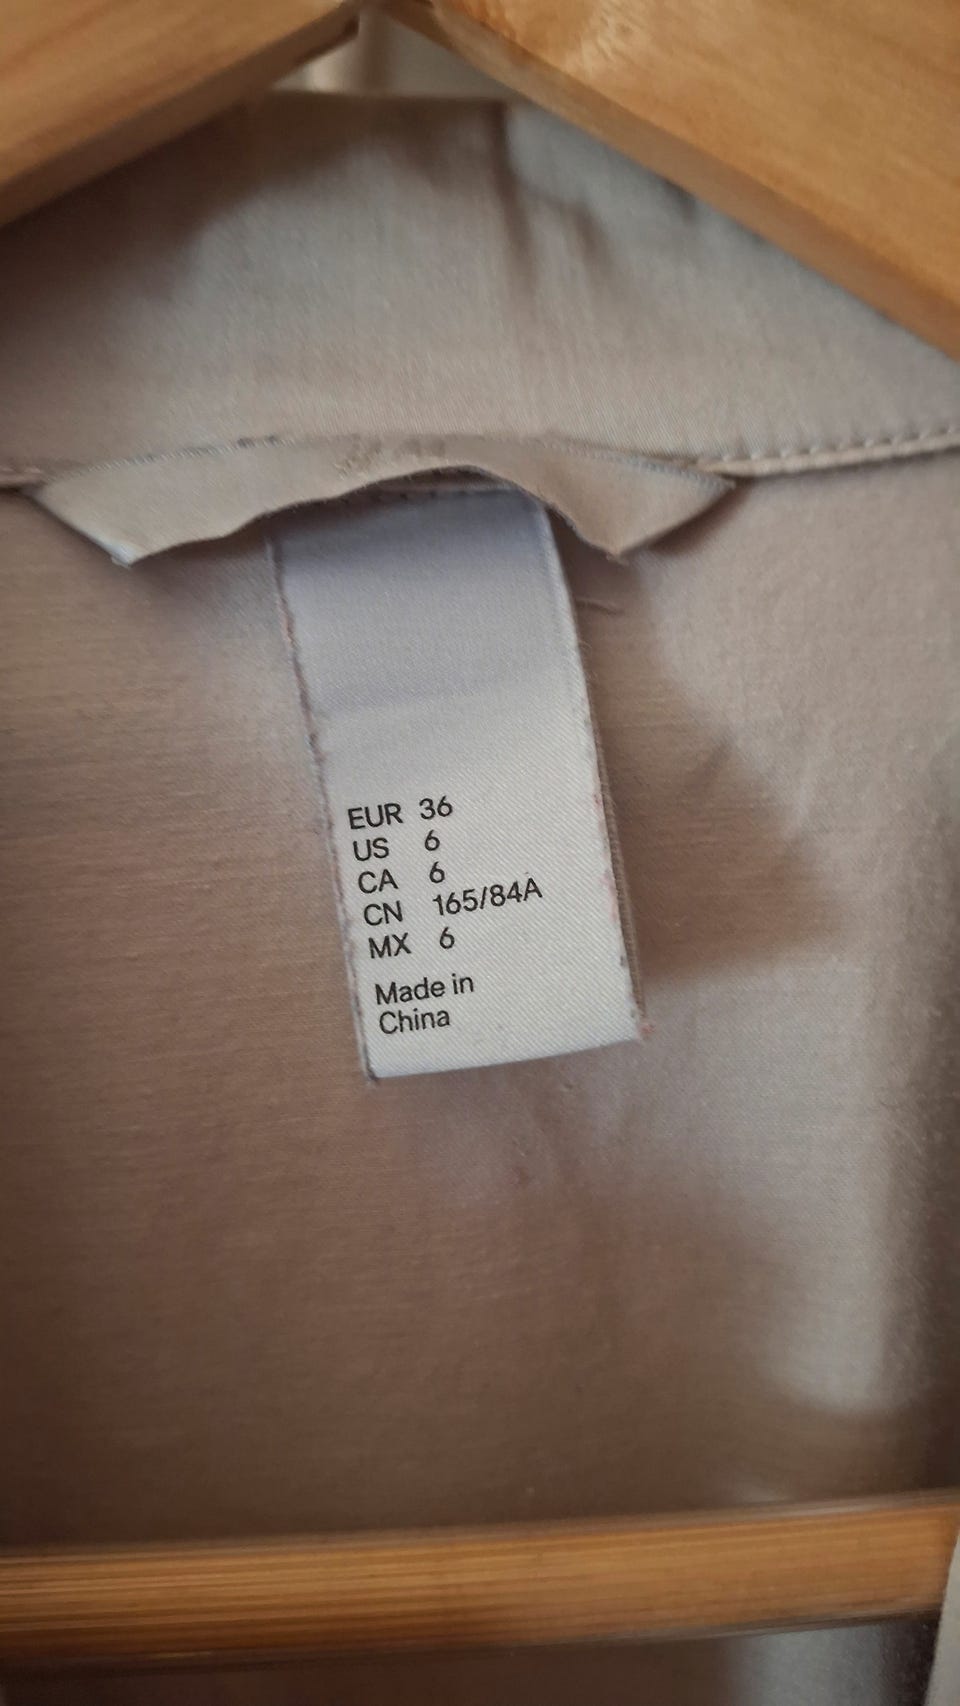 EUR 36
US 6
CA 6
CN 165/84A
MX 6
Made in
China